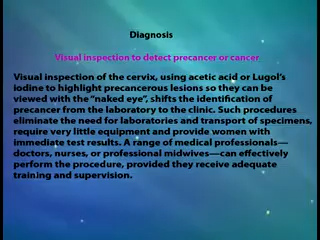 Diagnosis
Visual inspection to detect precancer or cancer
Visual inspection of the cervix, using acetic acid or Lugol's
iodine to highlight precancerous lesions so they can be
viewed with the "naked eye", shifts the identification of
precancer from the laboratory to the clinic. Such procedures
eliminate the need for laboratories and transport of specimens,
require very little equipment and provide women with
immediate test results. A range of medical professionals—
doctors, nurses, or professional midwives—can effectively
perform the procedure, provided they receive adequate
training and supervision.